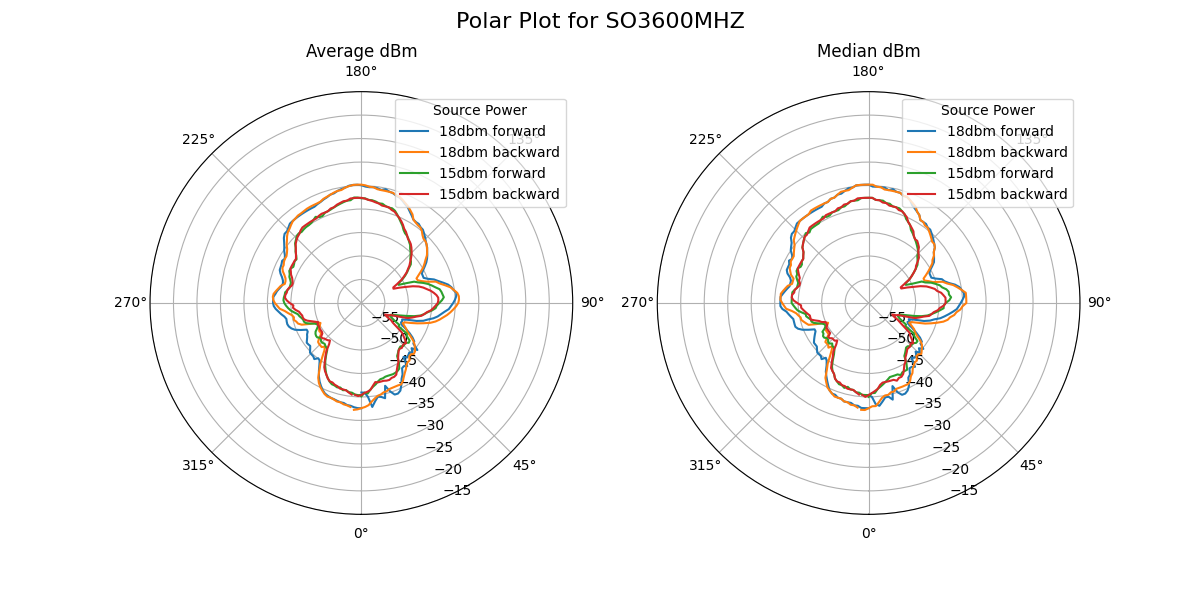 Polar Plot for SO3600MHZ
Average dBm
180°
225°
135°
270°
90°
315°
45°
0°
−55
−50
−45
−40
−35
−30
−25
−20
−15
Source Power
18dbm forward
18dbm backward
15dbm forward
15dbm backward
Median dBm
180°
225°
135°
270°
90°
315°
45°
0°
−55
−50
−45
−40
−35
−30
−25
−20
−15
Source Power
18dbm forward
18dbm backward
15dbm forward
15dbm backward